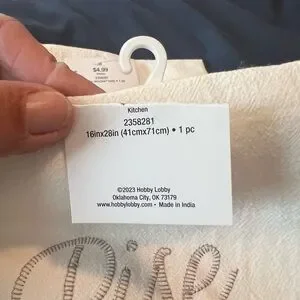 $4.99
Kitchen
2358281
16inx28in (41cmx71cm) • 1 pc
©2023 Hobby Lobby
Oklahoma City, OK 73179
www.hobbylobby.com • Made in India